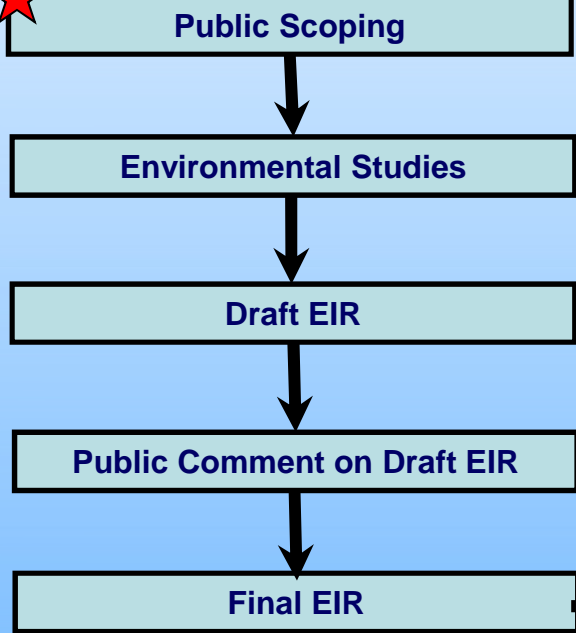 Public Scoping
Environmental Studies
Draft EIR
Public Comment on Draft EIR
Final EIR